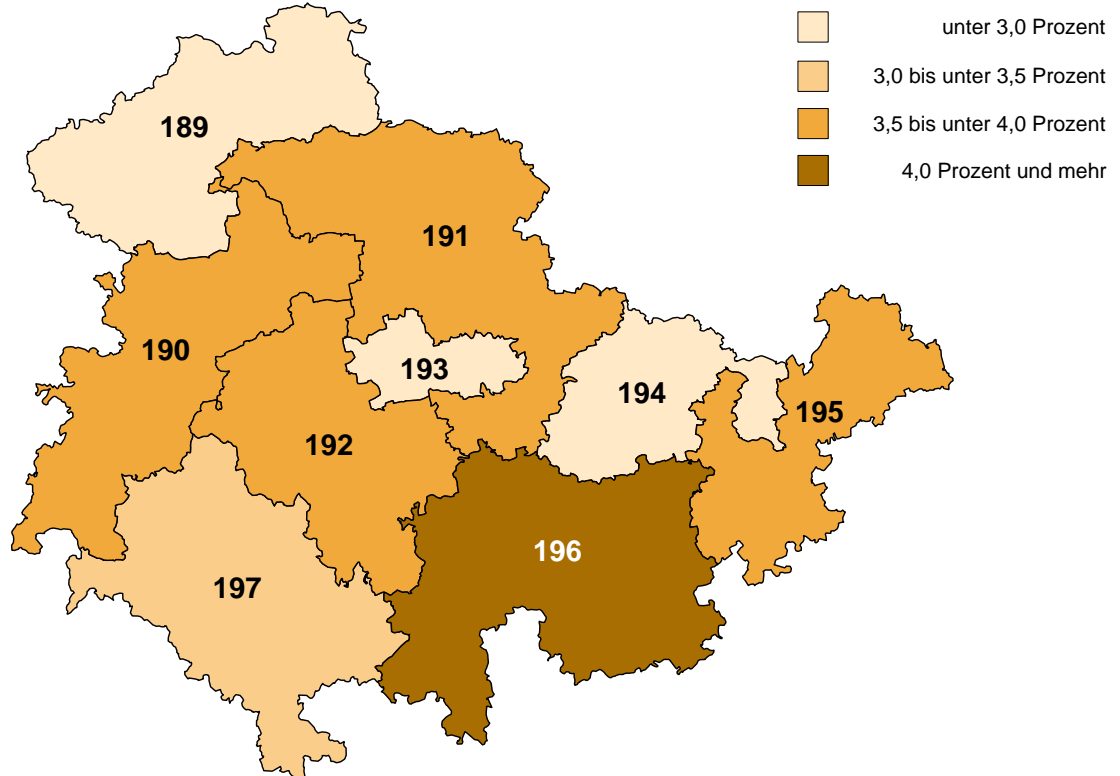 unter 3,0 Prozent
3,0 bis unter 3,5 Prozent
3,5 bis unter 4,0 Prozent
4,0 Prozent und mehr
189
191
190
193
194
195
192
196
197